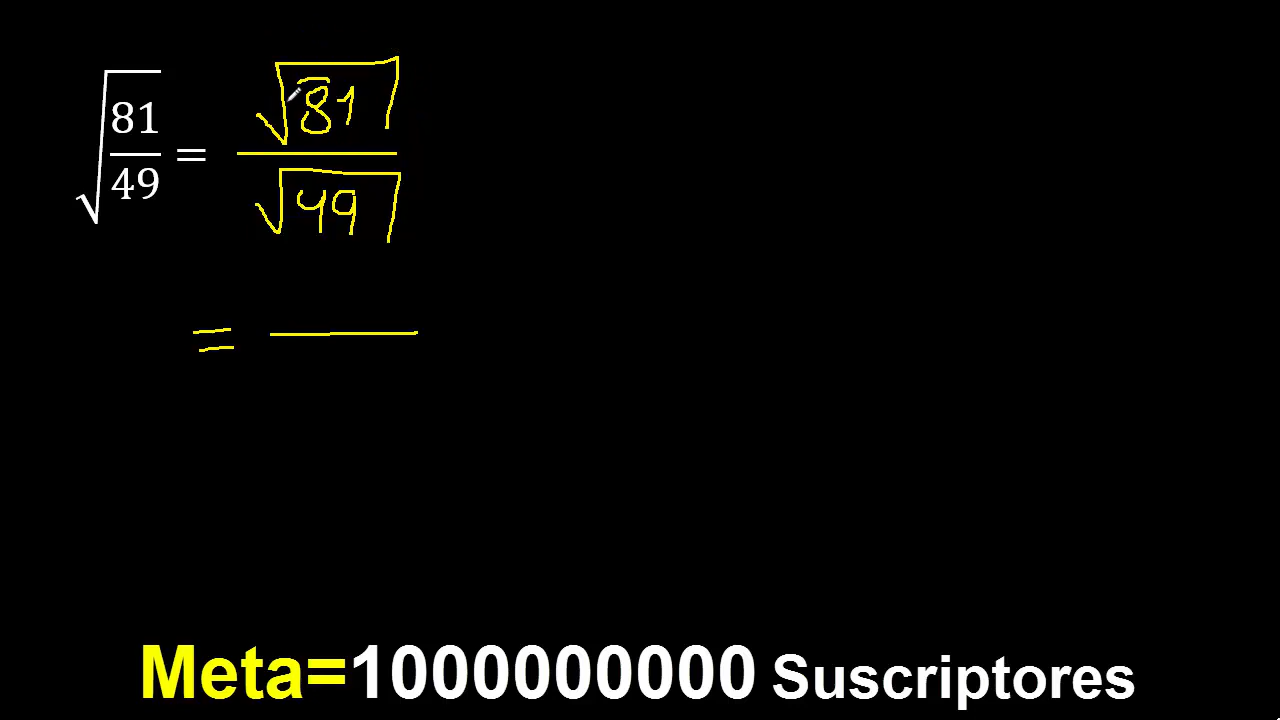 √(81/49) = √81/√49
=
Meta=1000000000 Suscriptores